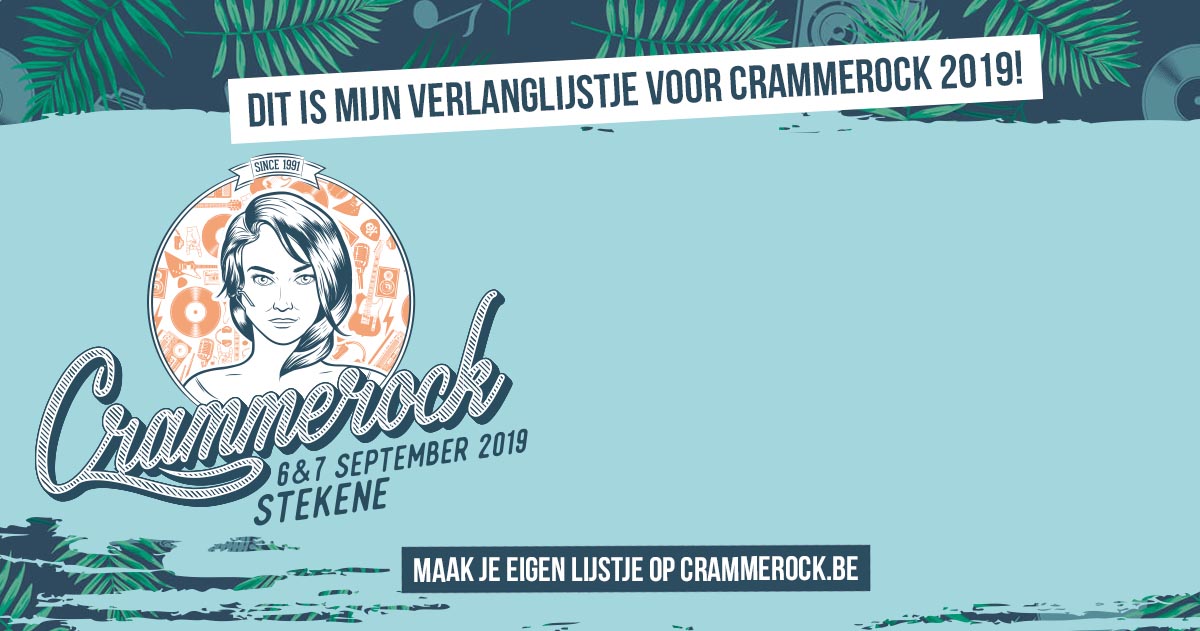 DIT IS MIJN VERLANGLIJSTJE VOOR CRAMMEROCK 2019!
SINCE 1991
Crammerock
6 & 7 SEPTEMBER 2019
STEKENE
MAAK JE EIGEN LIJSTJE OP CRAMMEROCK.BE